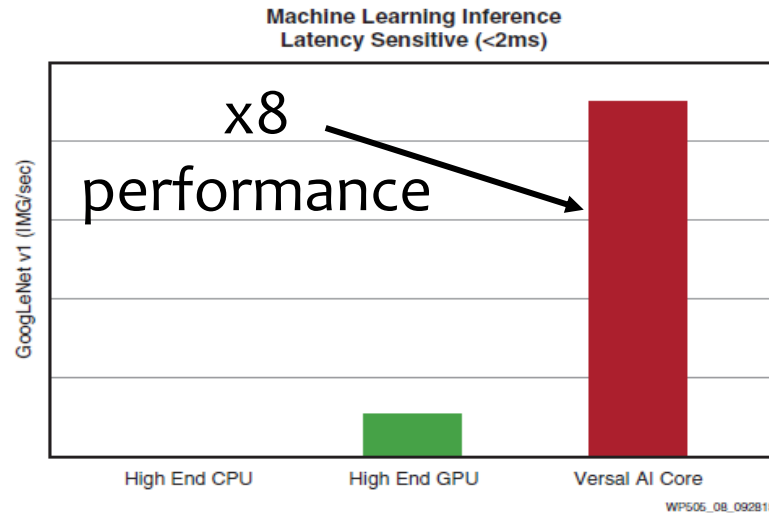 Machine Learning Inference
Latency Sensitive (<2ms)
x8
performance
GoogLeNet v1 (IMG/sec)
High End CPU
High End GPU
Versal AI Core